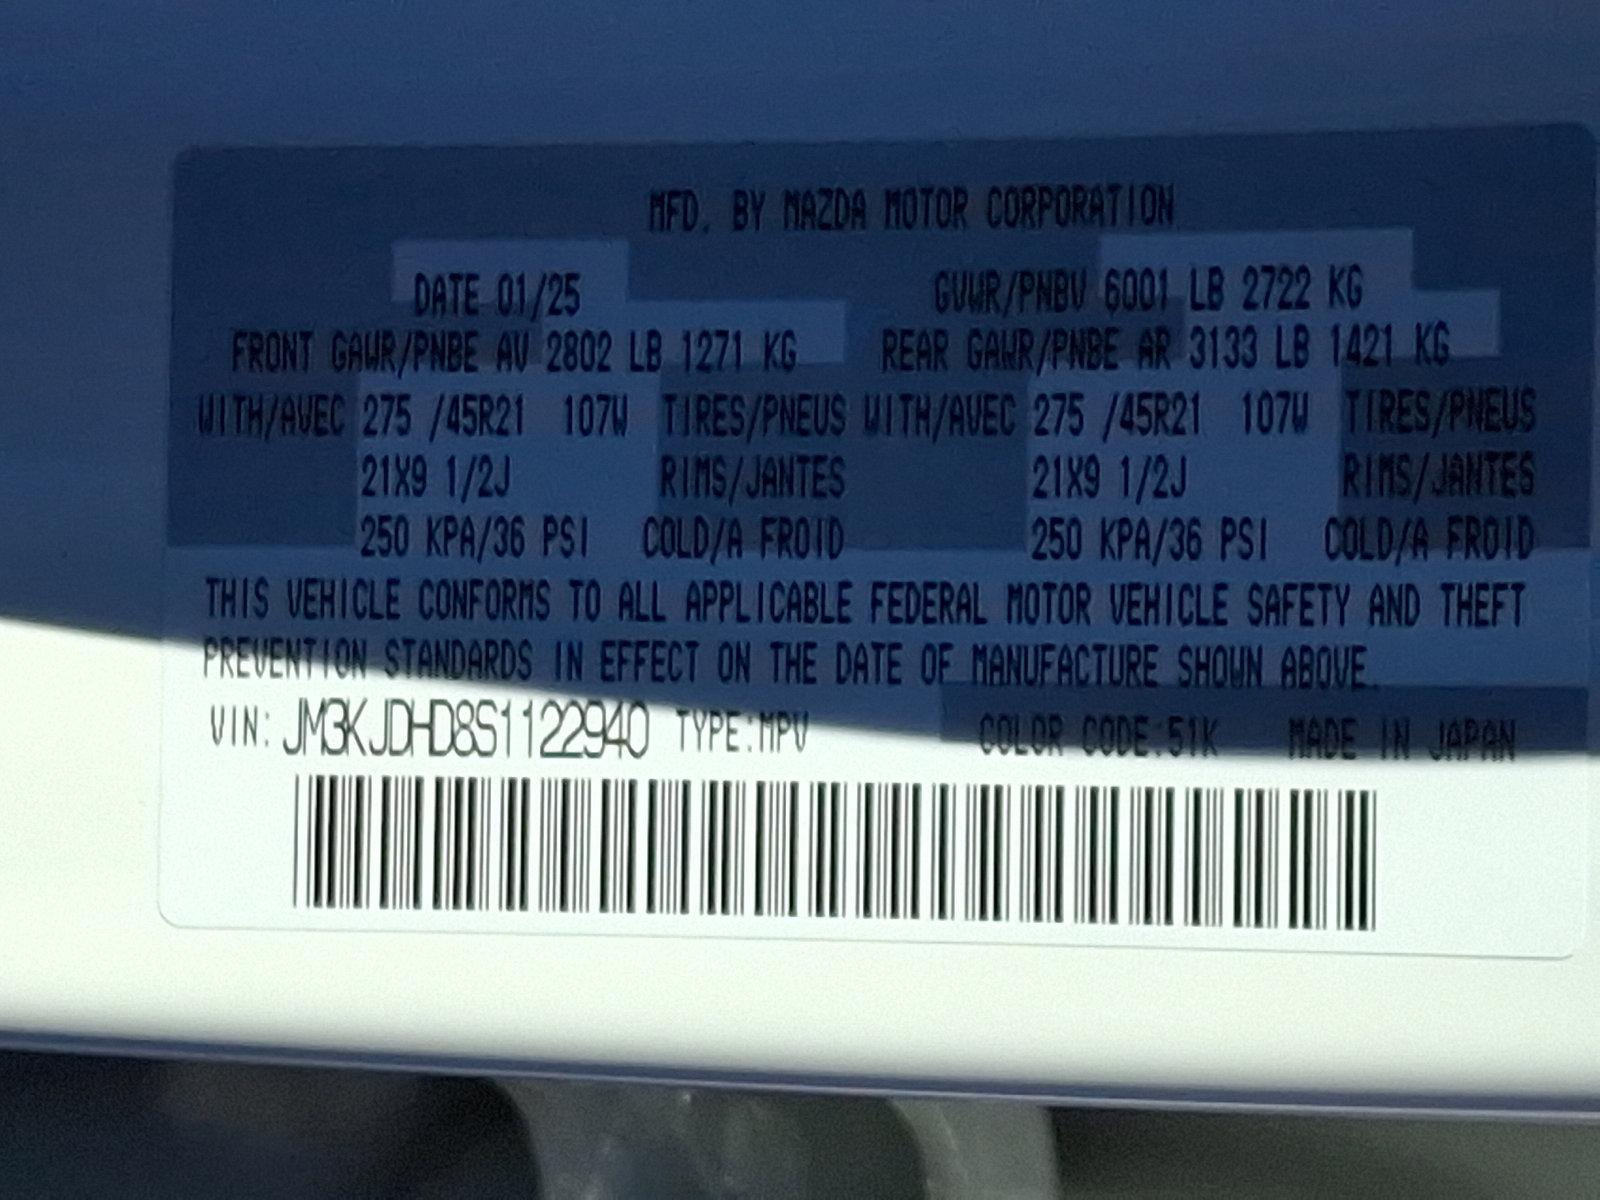 MFD. BY MAZDA MOTOR CORPORATION
DATE 01/25 GVWR/PNBV 6001 LB 2722 KG
FRONT GAWR/PNBE AV 2802 LB 1271 KG REAR GAWR/PNBE AR 3133 LB 1421 KG
WITH/AVEC 275 /45R21 107W TIRES/PNEUS WITH/AVEC 275 /45R21 107W TIRES/PNEUS
21X9 1/2J RIMS/JANTES 21X9 1/2J RIMS/JANTES
250 KPA/36 PSI COLD/A FROID 250 KPA/36 PSI COLD/A FROID
THIS VEHICLE CONFORMS TO ALL APPLICABLE FEDERAL MOTOR VEHICLE SAFETY AND THEFT
PREVENTION STANDARDS IN EFFECT ON THE DATE OF MANUFACTURE SHOWN ABOVE.
VIN: JM3KJDHD8S1122940 TYPE:MPV COLOR CODE:51K MADE IN JAPAN